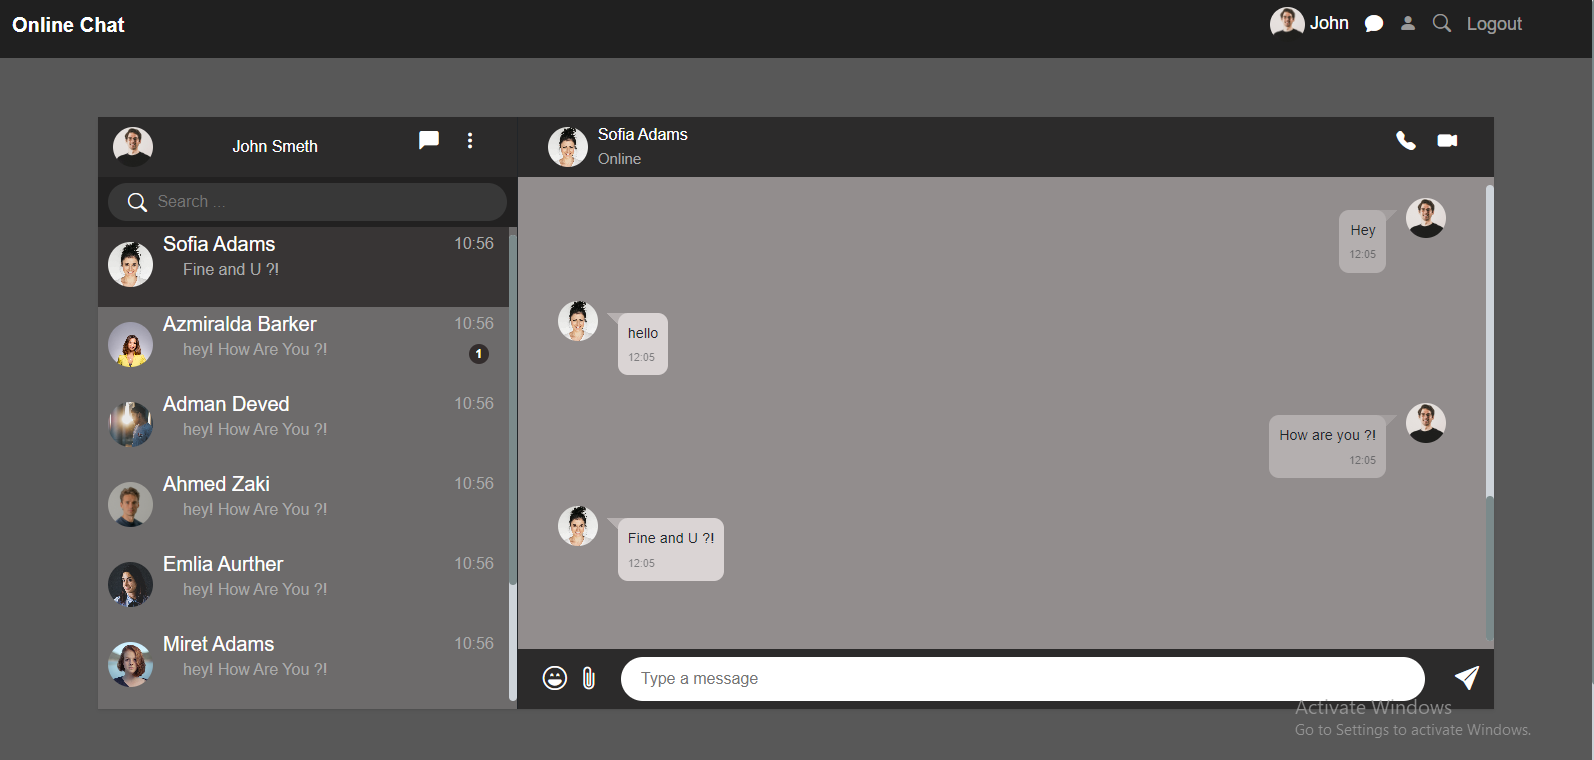 Online Chat
John
Logout
John Smeth
Search ...
Sofia Adams
10:56
Fine and U ?!
Azmiralda Barker
10:56
hey! How Are You ?!
1
Adman Deved
10:56
hey! How Are You ?!
Ahmed Zaki
10:56
hey! How Are You ?!
Emlia Aurther
10:56
hey! How Are You ?!
Miret Adams
10:56
hey! How Are You ?!
Sofia Adams
Online
Hey
12:05
hello
12:05
How are you ?!
12:05
Fine and U ?!
12:05
Type a message
Activate Windows
Go to Settings to activate Windows.